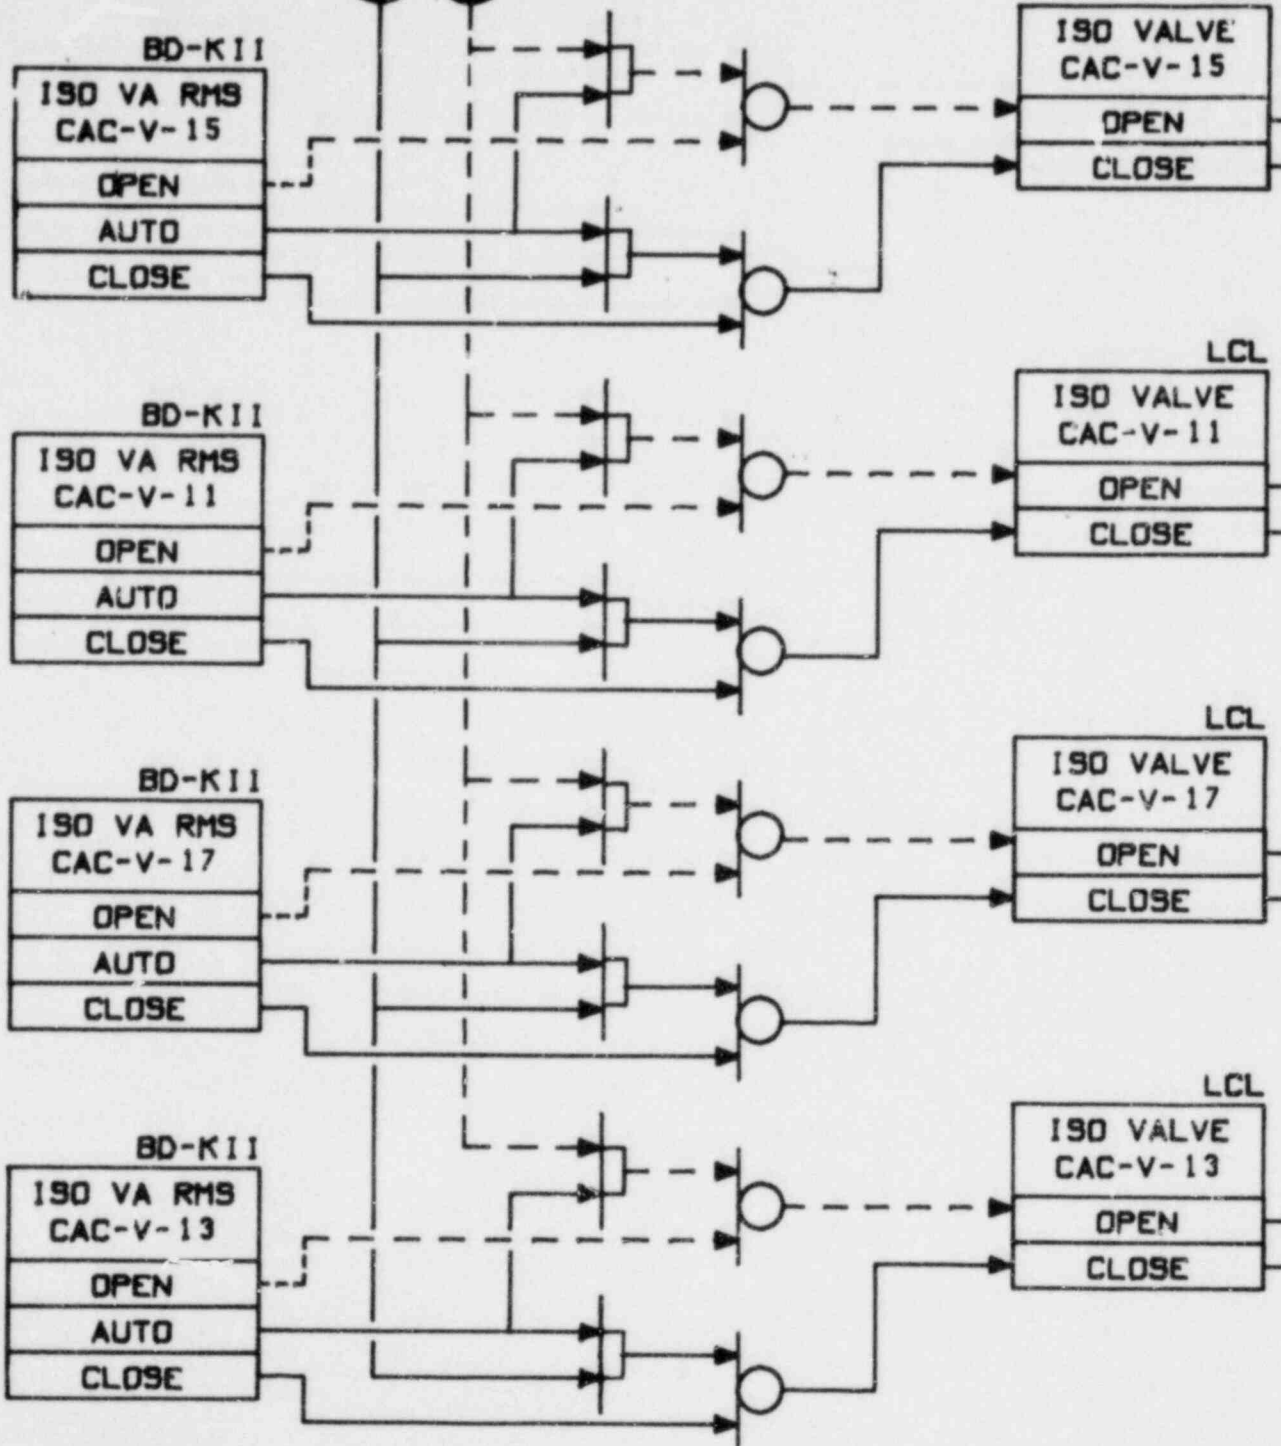 BD-KII
ISO VA RMS
CAC-V-15
OPEN
AUTO
CLOSE
ISO VALVE
CAC-V-15
OPEN
CLOSE
BD-KII
ISO VA RMS
CAC-V-11
OPEN
AUTO
CLOSE
LCL
ISO VALVE
CAC-V-11
OPEN
CLOSE
BD-KII
ISO VA RMS
CAC-V-17
OPEN
AUTO
CLOSE
LCL
ISO VALVE
CAC-V-17
OPEN
CLOSE
BD-KII
ISO VA RMS
CAC-V-13
OPEN
AUTO
CLOSE
LCL
ISO VALVE
CAC-V-13
OPEN
CLOSE